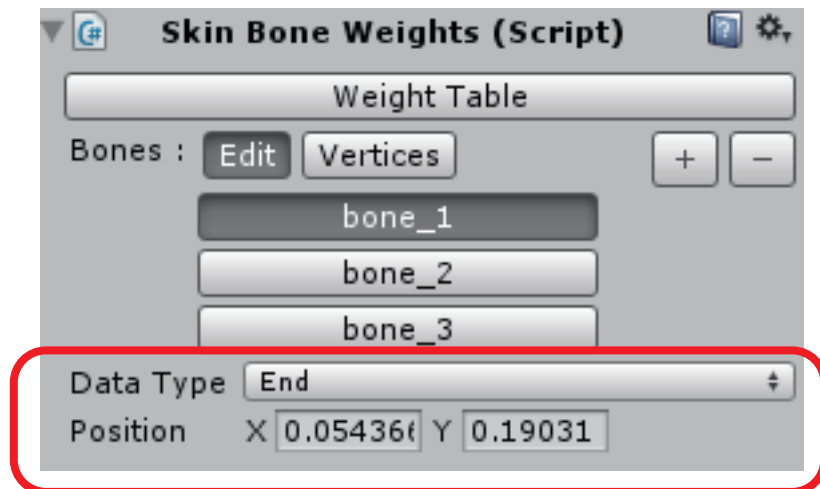 Skin Bone Weights (Script)
Weight Table
Bones : Edit Vertices + −
bone_1
bone_2
bone_3
Data Type End
Position X 0.05436 Y 0.19031